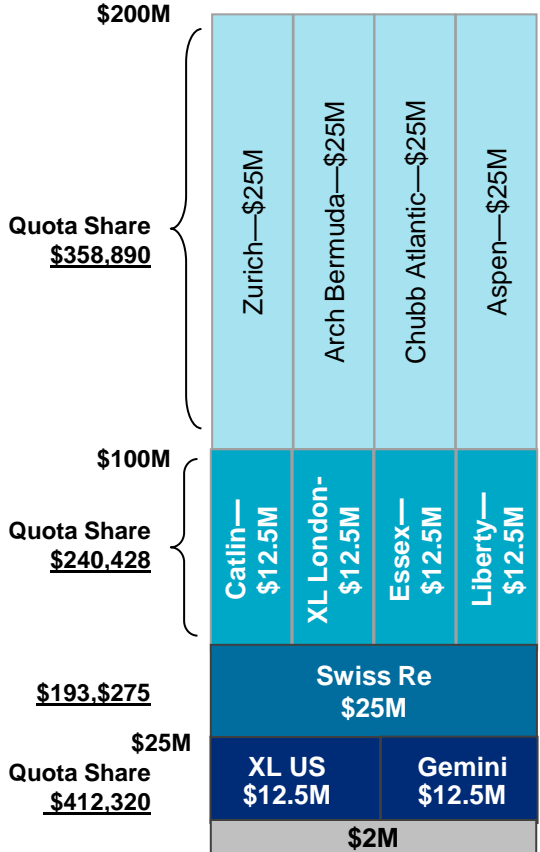 $200M
Quota Share
$358,890
Zurich—$25M
Arch Bermuda—$25M
Chubb Atlantic—$25M
Aspen—$25M
$100M
Quota Share
$240,428
Catlin—
$12.5M
XL London-
$12.5M
Essex—
$12.5M
Liberty—
$12.5M
$193,$275
Swiss Re
$25M
$25M
Quota Share
$412,320
XL US
$12.5M
Gemini
$12.5M
$2M